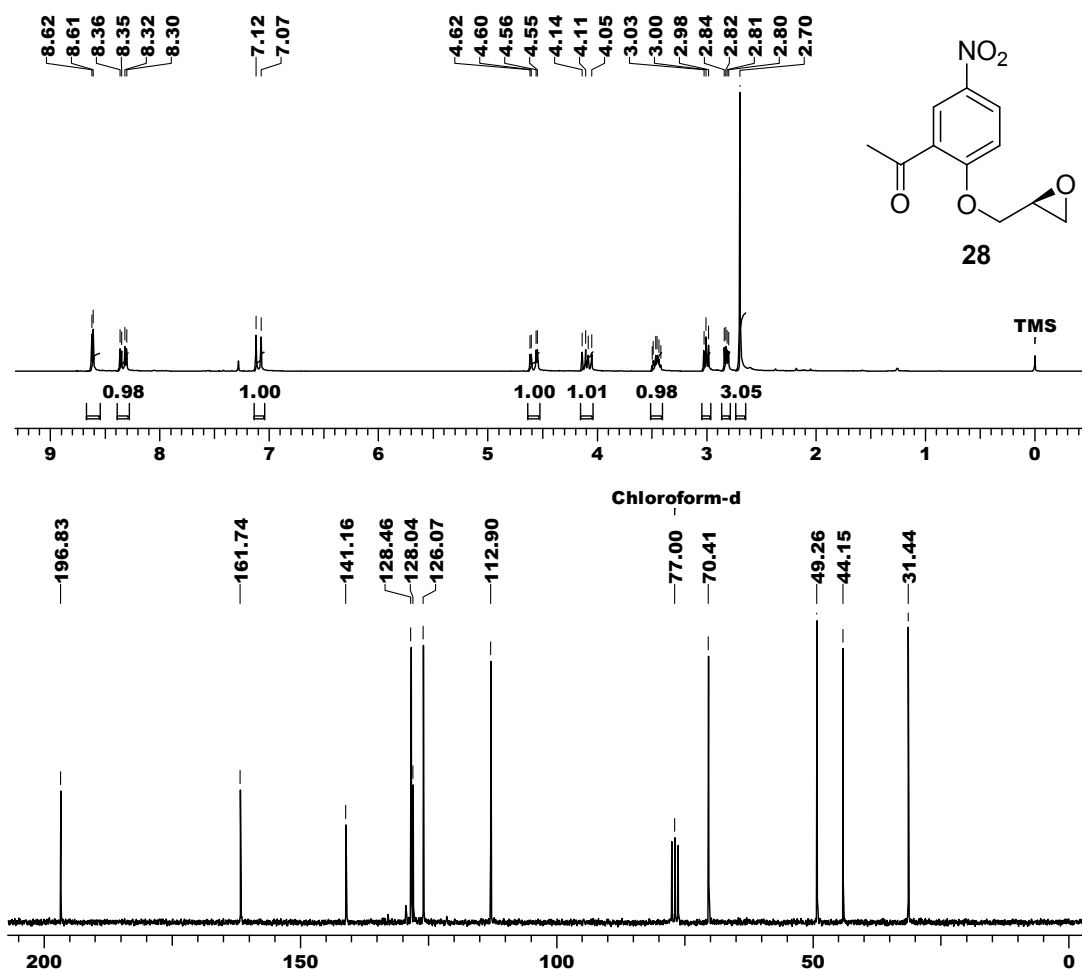 8.62 8.61 8.36 8.35 8.32 8.30 7.12 7.07 4.62 4.60 4.56 4.55 4.14 4.11 4.05 3.03 3.00 2.98 2.84 2.82 2.81 2.80 2.70
NO2
O
O
O
28
TMS
0.98 1.00 1.00 1.01 0.98 3.05
9 8 7 6 5 4 3 2 1 0
Chloroform-d
196.83 161.74 141.16 128.46 128.04 126.07 112.90 77.00 70.41 49.26 44.15 31.44
200 150 100 50 0